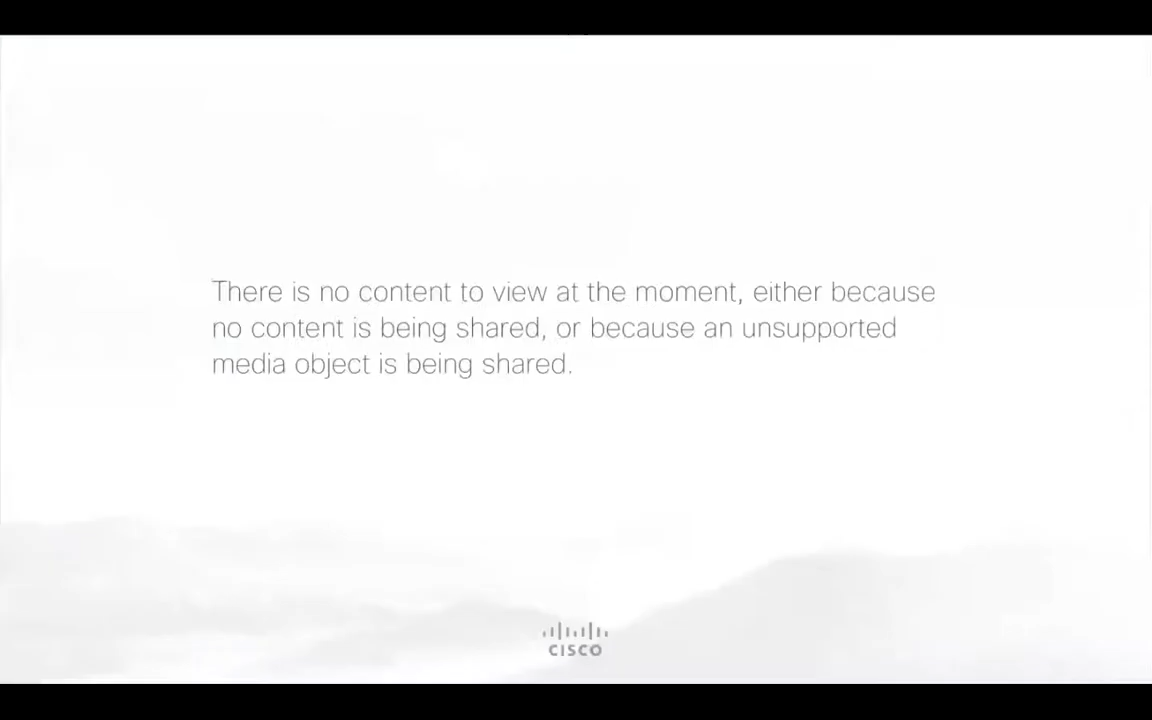 There is no content to view at the moment, either because
no content is being shared, or because an unsupported
media object is being shared.
CISCO